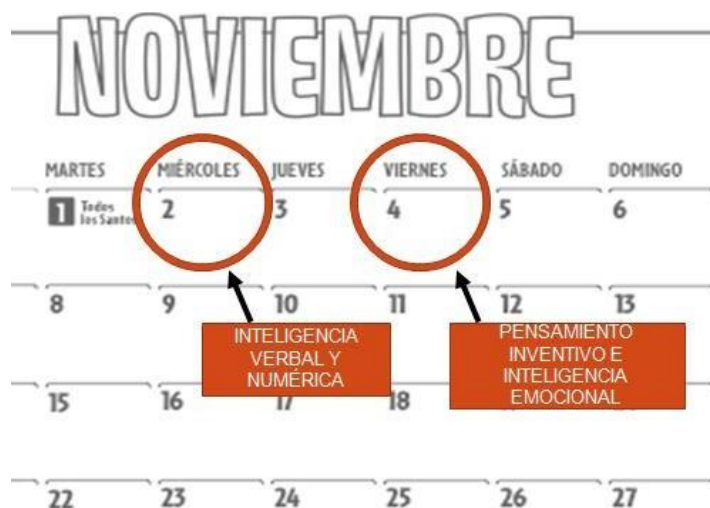 NOVIEMBRE
MARTES MIÉRCOLES JUEVES VIERNES SÁBADO DOMINGO
1 Todos los Santos 2 3 4 5 6
8 9 10 11 12 13
INTELIGENCIA
VERBAL Y
NUMÉRICA
PENSAMIENTO
INVENTIVO E
INTELIGENCIA
EMOCIONAL
15 16 17 18
22 23 24 25 26 27